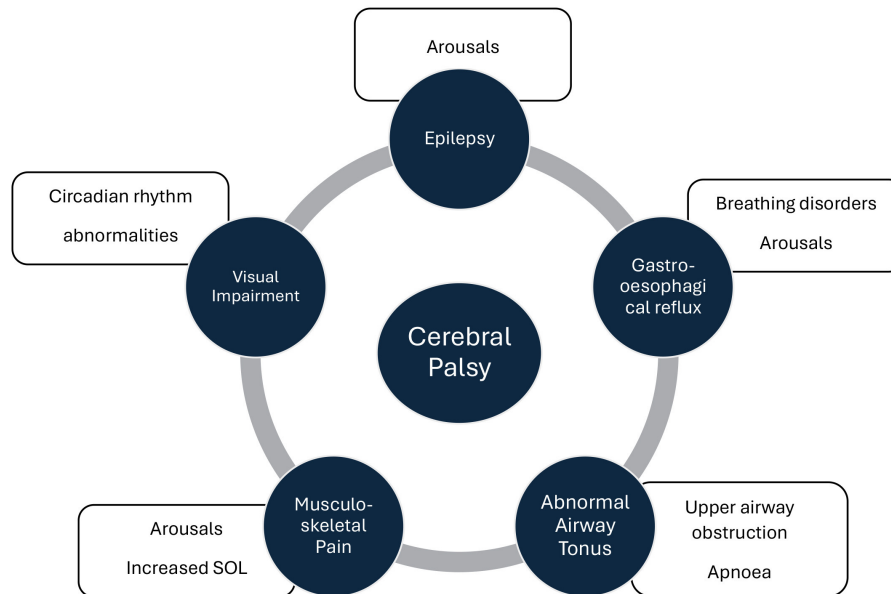 Arousals
Epilepsy
Circadian rhythm
abnormalities
Visual
Impairment
Breathing disorders
Arousals
Gastro-
oesophagi
cal reflux
Cerebral
Palsy
Arousals
Increased SOL
Musculo-
skeletal
Pain
Abnormal
Airway
Tonus
Upper airway
obstruction
Apnoea